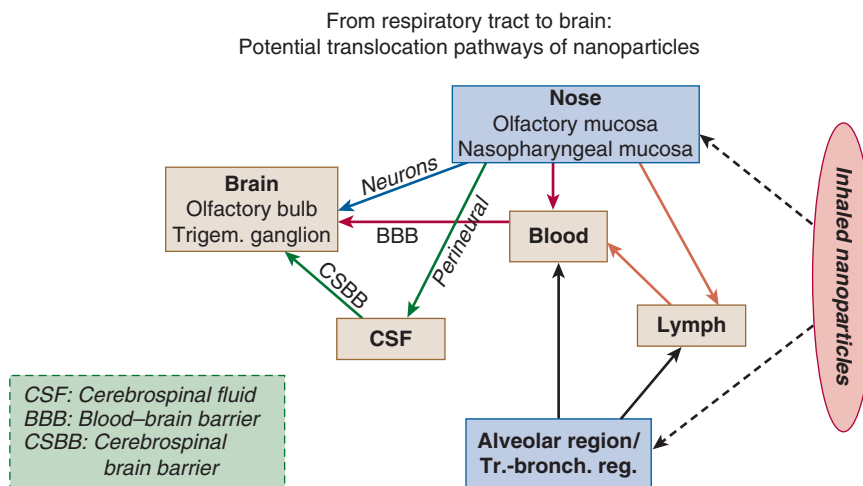 From respiratory tract to brain:
Potential translocation pathways of nanoparticles
Nose
Olfactory mucosa
Nasopharyngeal mucosa
Inhaled nanoparticles
Neurons
Brain
Olfactory bulb
Trigem. ganglion
Perineural
BBB
Blood
CSBB
CSF
Lymph
CSF: Cerebrospinal fluid
BBB: Blood–brain barrier
CSBB: Cerebrospinal
brain barrier
Alveolar region/
Tr.-bronch. reg.